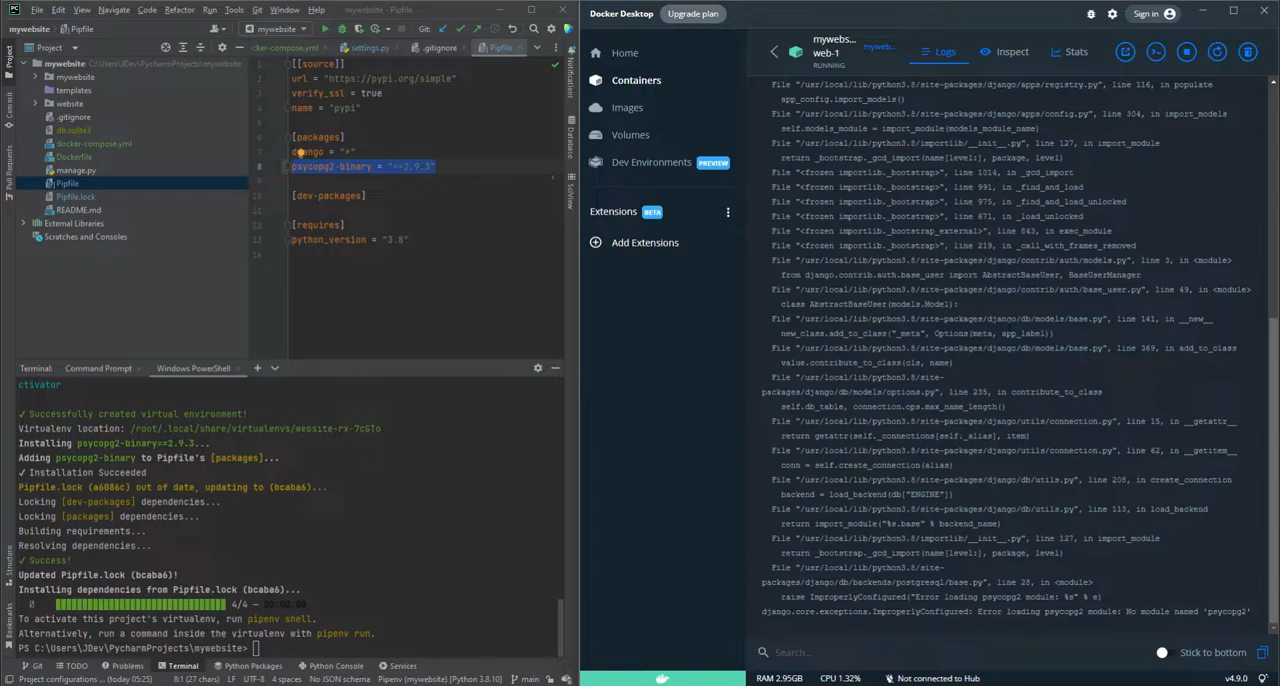 File Edit View Navigate Code Refactor Run Tools Git Window Help mywebsite - Pipfile
mywebsite Pipfile
mywebsite
Git:
Project
cker-compose.yml settings.py .gitignore Pipfile
mywebsite C:\Users\JDev\PycharmProjects\mywebsite
mywebsite
templates
website
.gitignore
db.sqlite3
docker-compose.yml
Dockerfile
manage.py
Pipfile
Pipfile.lock
README.md
External Libraries
Scratches and Consoles
Project
Commit
Pull Requests
Structure
Bookmarks
1 [[source]]
2 url = "https://pypi.org/simple"
3 verify_ssl = true
4 name = "pypi"
5
6 [packages]
7 django = "*"
8 psycopg2-binary = "==2.9.3"
9
10 [dev-packages]
11
12 [requires]
13 python_version = "3.8"
14
Notifications
Database
SciView
Terminal: Command Prompt Windows PowerShell
ctivator
✓ Successfully created virtual environment!
Virtualenv location: /root/.local/share/virtualenvs/website-rx-7cGTo
Installing psycopg2-binary==2.9.3...
Adding psycopg2-binary to Pipfile's [packages]...
✓ Installation Succeeded
Pipfile.lock (a6086c) out of date, updating to (bcaba6)...
Locking [dev-packages] dependencies...
Locking [packages] dependencies...
Building requirements...
Resolving dependencies...
✓ Success!
Updated Pipfile.lock (bcaba6)!
Installing dependencies from Pipfile.lock (bcaba6)...
4/4 — 00:00:00
To activate this project's virtualenv, run pipenv shell.
Alternatively, run a command inside the virtualenv with pipenv run.
PS C:\Users\JDev\PycharmProjects\mywebsite>
Git TODO Problems Terminal Python Packages Python Console Services
Project configurations ... (today 05:25) 8:1 (27 chars) LF UTF-8 4 spaces No JSON schema Pipenv (mywebsite) [Python 3.8.10] main
Docker Desktop Upgrade plan
Sign in
Home
Containers
Images
Volumes
Dev Environments PREVIEW
Extensions BETA
Add Extensions
mywebs...
web-1
RUNNING
myweb...
Logs Inspect Stats
File "/usr/local/lib/python3.8/site-packages/django/apps/registry.py", line 116, in populate
app_config.import_models()
File "/usr/local/lib/python3.8/site-packages/django/apps/config.py", line 304, in import_models
self.models_module = import_module(models_module_name)
File "/usr/local/lib/python3.8/importlib/__init__.py", line 127, in import_module
return _bootstrap._gcd_import(name[level:], package, level)
File "<frozen importlib._bootstrap>", line 1014, in _gcd_import
File "<frozen importlib._bootstrap>", line 991, in _find_and_load
File "<frozen importlib._bootstrap>", line 975, in _find_and_load_unlocked
File "<frozen importlib._bootstrap>", line 671, in _load_unlocked
File "<frozen importlib._bootstrap_external>", line 843, in exec_module
File "<frozen importlib._bootstrap>", line 219, in _call_with_frames_removed
File "/usr/local/lib/python3.8/site-packages/django/contrib/auth/models.py", line 3, in <module>
from django.contrib.auth.base_user import AbstractBaseUser, BaseUserManager
File "/usr/local/lib/python3.8/site-packages/django/contrib/auth/base_user.py", line 49, in <module>
class AbstractBaseUser(models.Model):
File "/usr/local/lib/python3.8/site-packages/django/db/models/base.py", line 141, in __new__
new_class.add_to_class("_meta", Options(meta, app_label))
File "/usr/local/lib/python3.8/site-packages/django/db/models/base.py", line 369, in add_to_class
value.contribute_to_class(cls, name)
File "/usr/local/lib/python3.8/site-
packages/django/db/models/options.py", line 235, in contribute_to_class
self.db_table, connection.ops.max_name_length()
File "/usr/local/lib/python3.8/site-packages/django/utils/connection.py", line 15, in __getattr__
return getattr(self._connections[self._alias], item)
File "/usr/local/lib/python3.8/site-packages/django/utils/connection.py", line 62, in __getitem__
conn = self.create_connection(alias)
File "/usr/local/lib/python3.8/site-packages/django/db/utils.py", line 208, in create_connection
backend = load_backend(db["ENGINE"])
File "/usr/local/lib/python3.8/site-packages/django/db/utils.py", line 113, in load_backend
return import_module("%s.base" % backend_name)
File "/usr/local/lib/python3.8/importlib/__init__.py", line 127, in import_module
return _bootstrap._gcd_import(name[level:], package, level)
File "/usr/local/lib/python3.8/site-
packages/django/db/backends/postgresql/base.py", line 28, in <module>
raise ImproperlyConfigured("Error loading psycopg2 module: %s" % e)
django.core.exceptions.ImproperlyConfigured: Error loading psycopg2 module: No module named 'psycopg2'
Search...
Stick to bottom
RAM 2.95GB CPU 1.32% Not connected to Hub
v4.9.0